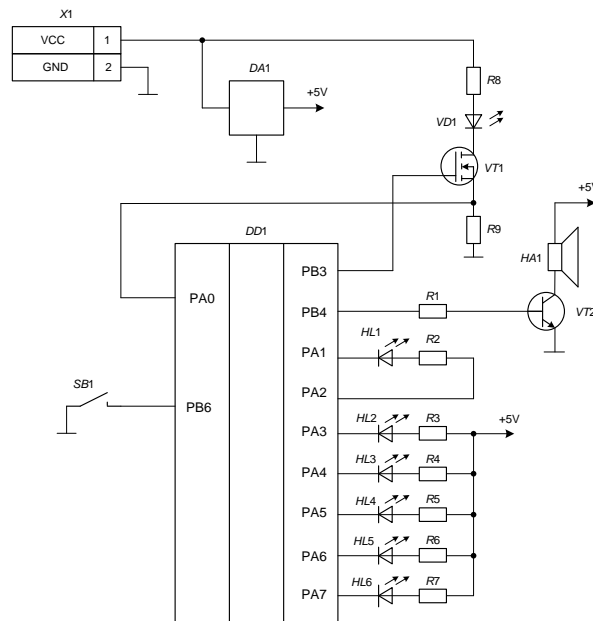 X1
VCC 1
GND 2
DA1
+5V
R8
VD1
VT1
+5V
R9
HA1
DD1
PB3
PA0
PB4
R1
VT2
HL1
R2
PA1
SB1
PA2
PB6
HL2
R3
+5V
PA3
HL3
R4
PA4
HL4
R5
PA5
HL5
R6
PA6
HL6
R7
PA7